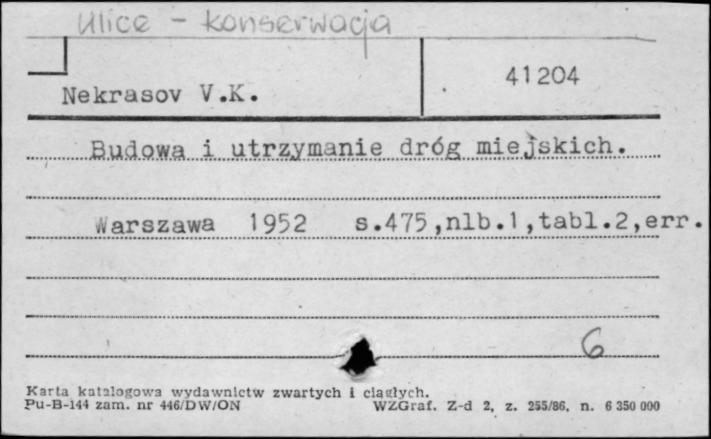 Ulice - konserwacja
41204
Nekrasov V.K.
Budowa i utrzymanie dróg miejskich.
Warszawa 1952 s.475,nlb.1,tabl.2,err.
6
Karta katalogowa wydawnictw zwartych i ciągłych.
Pu-B-144 zam. nr 446/DW/ON WZGraf. Z-d 2, z. 255/86, n. 6 350 000